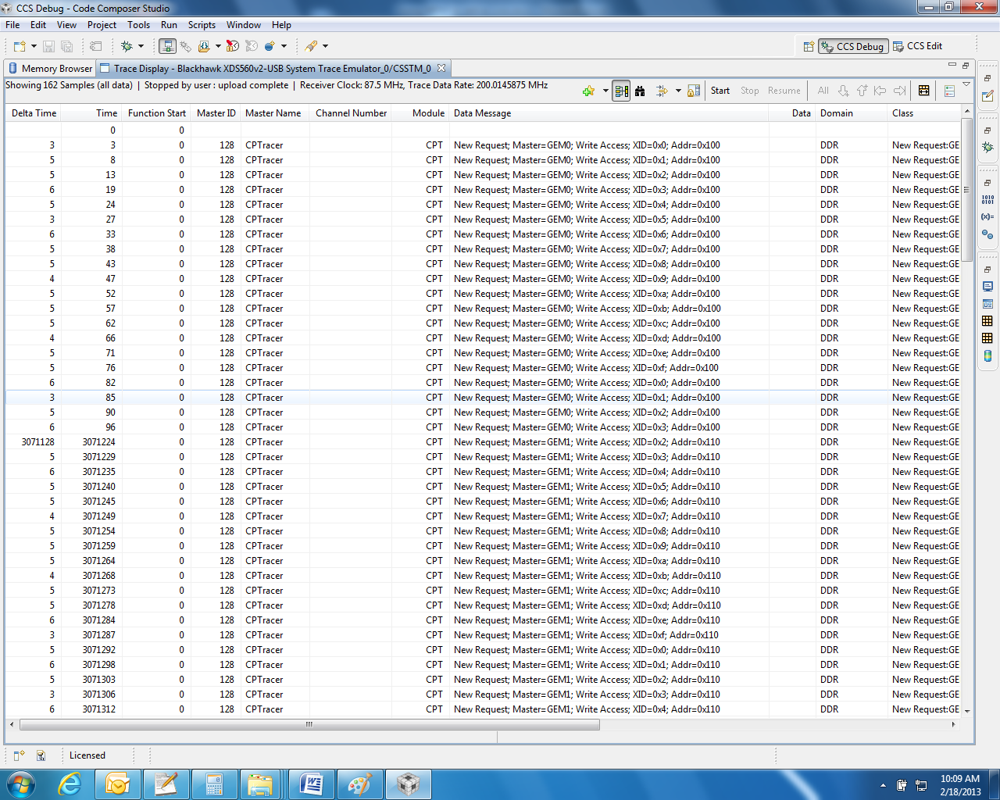 CCS Debug - Code Composer Studio
File Edit View Project Tools Run Scripts Window Help
CCS Debug CCS Edit
Memory Browser Trace Display - Blackhawk XDS560v2-USB System Trace Emulator_0/CSSTM_0
Showing 162 Samples (all data) | Stopped by user : upload complete | Receiver Clock: 87.5 MHz, Trace Data Rate: 200.0145875 MHz
Start Stop Resume All
Delta Time Time Function Start Master ID Master Name Channel Number Module Data Message Data Domain Class
0 0
3 3 0 128 CPTracer CPT New Request; Master=GEM0; Write Access; XID=0x0; Addr=0x100 DDR New Request:GE
5 8 0 128 CPTracer CPT New Request; Master=GEM0; Write Access; XID=0x1; Addr=0x100 DDR New Request:GE
5 13 0 128 CPTracer CPT New Request; Master=GEM0; Write Access; XID=0x2; Addr=0x100 DDR New Request:GE
6 19 0 128 CPTracer CPT New Request; Master=GEM0; Write Access; XID=0x3; Addr=0x100 DDR New Request:GE
5 24 0 128 CPTracer CPT New Request; Master=GEM0; Write Access; XID=0x4; Addr=0x100 DDR New Request:GE
3 27 0 128 CPTracer CPT New Request; Master=GEM0; Write Access; XID=0x5; Addr=0x100 DDR New Request:GE
6 33 0 128 CPTracer CPT New Request; Master=GEM0; Write Access; XID=0x6; Addr=0x100 DDR New Request:GE
5 38 0 128 CPTracer CPT New Request; Master=GEM0; Write Access; XID=0x7; Addr=0x100 DDR New Request:GE
5 43 0 128 CPTracer CPT New Request; Master=GEM0; Write Access; XID=0x8; Addr=0x100 DDR New Request:GE
4 47 0 128 CPTracer CPT New Request; Master=GEM0; Write Access; XID=0x9; Addr=0x100 DDR New Request:GE
5 52 0 128 CPTracer CPT New Request; Master=GEM0; Write Access; XID=0xa; Addr=0x100 DDR New Request:GE
5 57 0 128 CPTracer CPT New Request; Master=GEM0; Write Access; XID=0xb; Addr=0x100 DDR New Request:GE
5 62 0 128 CPTracer CPT New Request; Master=GEM0; Write Access; XID=0xc; Addr=0x100 DDR New Request:GE
4 66 0 128 CPTracer CPT New Request; Master=GEM0; Write Access; XID=0xd; Addr=0x100 DDR New Request:GE
5 71 0 128 CPTracer CPT New Request; Master=GEM0; Write Access; XID=0xe; Addr=0x100 DDR New Request:GE
5 76 0 128 CPTracer CPT New Request; Master=GEM0; Write Access; XID=0xf; Addr=0x100 DDR New Request:GE
6 82 0 128 CPTracer CPT New Request; Master=GEM0; Write Access; XID=0x0; Addr=0x100 DDR New Request:GE
3 85 0 128 CPTracer CPT New Request; Master=GEM0; Write Access; XID=0x1; Addr=0x100 DDR New Request:GE
5 90 0 128 CPTracer CPT New Request; Master=GEM0; Write Access; XID=0x2; Addr=0x100 DDR New Request:GE
6 96 0 128 CPTracer CPT New Request; Master=GEM0; Write Access; XID=0x3; Addr=0x100 DDR New Request:GE
3071128 3071224 0 128 CPTracer CPT New Request; Master=GEM1; Write Access; XID=0x2; Addr=0x110 DDR New Request:GE
5 3071229 0 128 CPTracer CPT New Request; Master=GEM1; Write Access; XID=0x3; Addr=0x110 DDR New Request:GE
6 3071235 0 128 CPTracer CPT New Request; Master=GEM1; Write Access; XID=0x4; Addr=0x110 DDR New Request:GE
5 3071240 0 128 CPTracer CPT New Request; Master=GEM1; Write Access; XID=0x5; Addr=0x110 DDR New Request:GE
5 3071245 0 128 CPTracer CPT New Request; Master=GEM1; Write Access; XID=0x6; Addr=0x110 DDR New Request:GE
4 3071249 0 128 CPTracer CPT New Request; Master=GEM1; Write Access; XID=0x7; Addr=0x110 DDR New Request:GE
5 3071254 0 128 CPTracer CPT New Request; Master=GEM1; Write Access; XID=0x8; Addr=0x110 DDR New Request:GE
5 3071259 0 128 CPTracer CPT New Request; Master=GEM1; Write Access; XID=0x9; Addr=0x110 DDR New Request:GE
5 3071264 0 128 CPTracer CPT New Request; Master=GEM1; Write Access; XID=0xa; Addr=0x110 DDR New Request:GE
4 3071268 0 128 CPTracer CPT New Request; Master=GEM1; Write Access; XID=0xb; Addr=0x110 DDR New Request:GE
5 3071273 0 128 CPTracer CPT New Request; Master=GEM1; Write Access; XID=0xc; Addr=0x110 DDR New Request:GE
5 3071278 0 128 CPTracer CPT New Request; Master=GEM1; Write Access; XID=0xd; Addr=0x110 DDR New Request:GE
6 3071284 0 128 CPTracer CPT New Request; Master=GEM1; Write Access; XID=0xe; Addr=0x110 DDR New Request:GE
3 3071287 0 128 CPTracer CPT New Request; Master=GEM1; Write Access; XID=0xf; Addr=0x110 DDR New Request:GE
5 3071292 0 128 CPTracer CPT New Request; Master=GEM1; Write Access; XID=0x0; Addr=0x110 DDR New Request:GE
6 3071298 0 128 CPTracer CPT New Request; Master=GEM1; Write Access; XID=0x1; Addr=0x110 DDR New Request:GE
5 3071303 0 128 CPTracer CPT New Request; Master=GEM1; Write Access; XID=0x2; Addr=0x110 DDR New Request:GE
3 3071306 0 128 CPTracer CPT New Request; Master=GEM1; Write Access; XID=0x3; Addr=0x110 DDR New Request:GE
6 3071312 0 128 CPTracer CPT New Request; Master=GEM1; Write Access; XID=0x4; Addr=0x110 DDR New Request:GE
Licensed
10:09 AM
2/18/2013